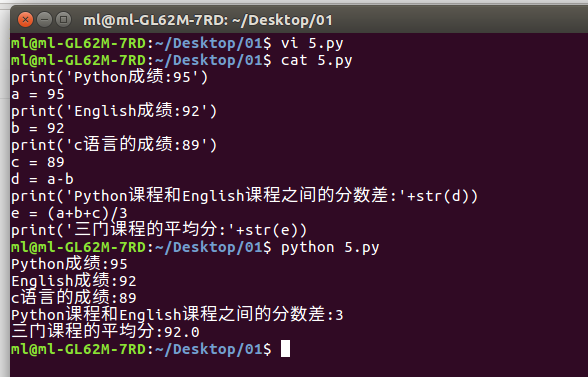 ml@ml-GL62M-7RD: ~/Desktop/01
ml@ml-GL62M-7RD:~/Desktop/01$ vi 5.py
ml@ml-GL62M-7RD:~/Desktop/01$ cat 5.py
print('Python成绩:95')
a = 95
print('English成绩:92')
b = 92
print('c语言的成绩:89')
c = 89
d = a-b
print('Python课程和English课程之间的分数差:'+str(d))
e = (a+b+c)/3
print('三门课程的平均分:'+str(e))
ml@ml-GL62M-7RD:~/Desktop/01$ python 5.py
Python成绩:95
English成绩:92
c语言的成绩:89
Python课程和English课程之间的分数差:3
三门课程的平均分:92.0
ml@ml-GL62M-7RD:~/Desktop/01$